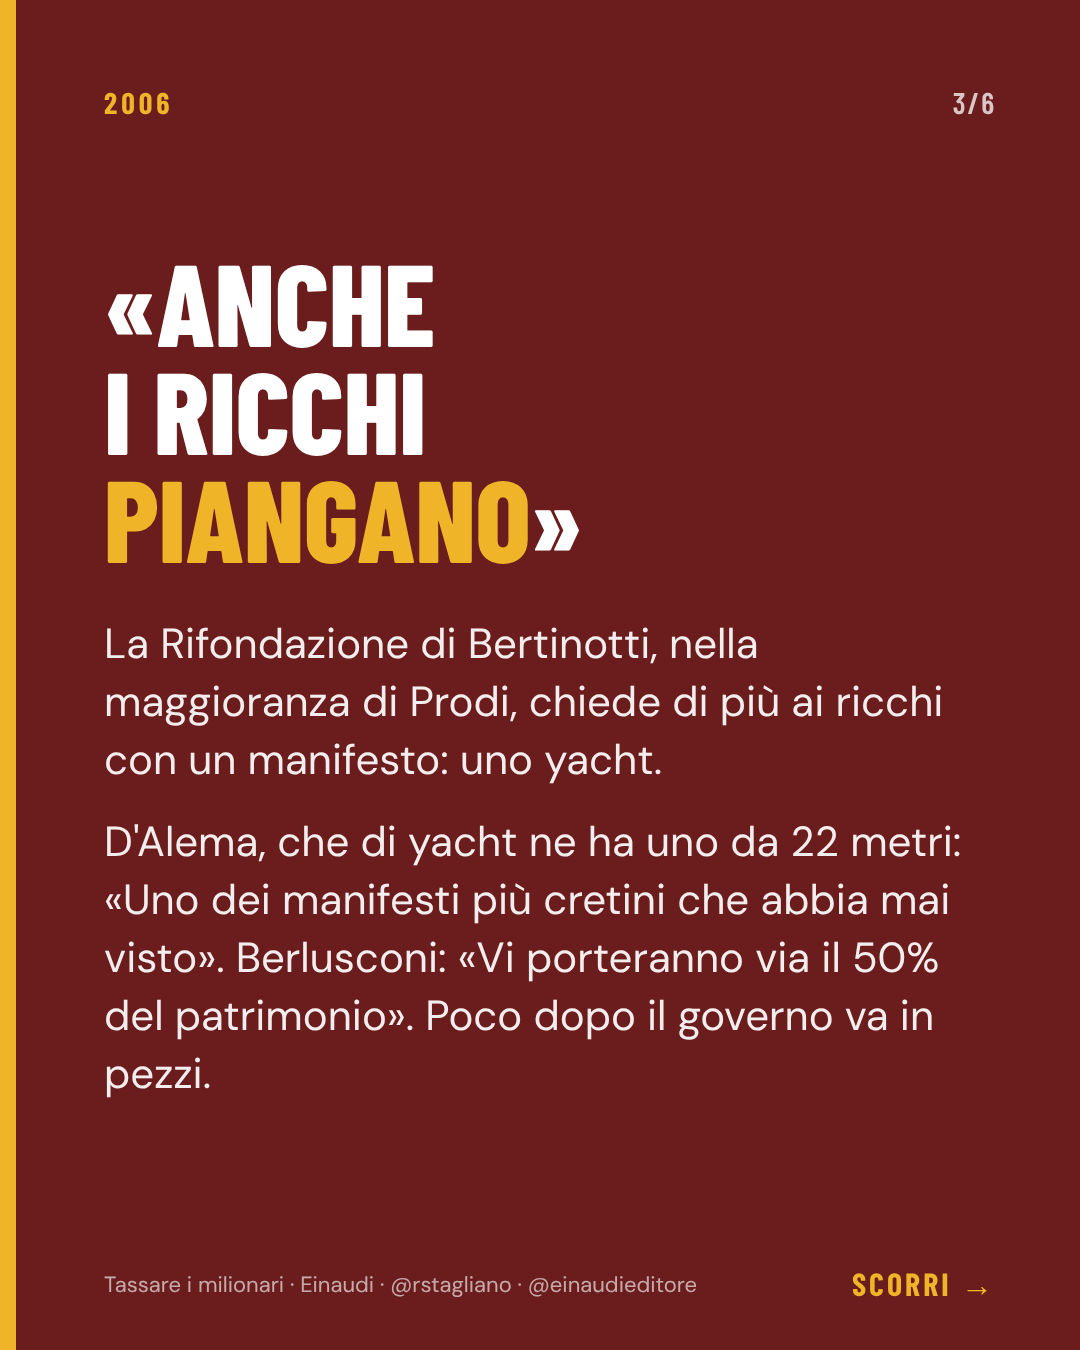 2006
3/6
«ANCHE
I RICCHI
PIANGANO»
La Rifondazione di Bertinotti, nella
maggioranza di Prodi, chiede di più ai ricchi
con un manifesto: uno yacht.
D'Alema, che di yacht ne ha uno da 22 metri:
«Uno dei manifesti più cretini che abbia mai
visto». Berlusconi: «Vi porteranno via il 50%
del patrimonio». Poco dopo il governo va in
pezzi.
Tassare i milionari · Einaudi · @rstagliano · @einaudieditore
SCORRI →